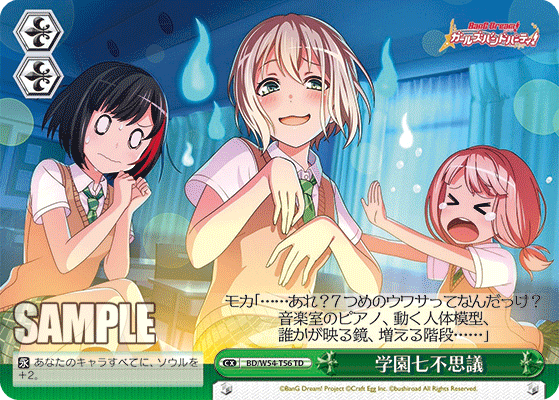 BanG Dream!
ガールズバンドパーティ!
モカ「……あれ？7つめのウワサってなんだっけ？
音楽室のピアノ、動く人体模型、
誰かが映る鏡、増える階段……」
SAMPLE
永 あなたのキャラすべてに、ソウルを
+2。
CX BD/W54-T56 TD 学園七不思議
©BanG Dream! Project ©Craft Egg Inc. ©bushiroad All Rights Reserved.